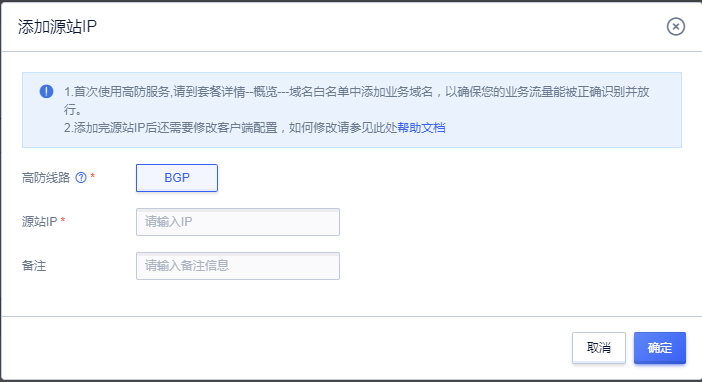 添加源站IP
1.首次使用高防服务,请到套餐详情--概览---域名白名单中添加业务域名，以确保您的业务流量能被正确识别并放
行。
2.添加完源站IP后还需要修改客户端配置，如何修改请参见此处帮助文档
高防线路 ? * BGP
源站IP * 请输入IP
备注 请输入备注信息
取消 确定